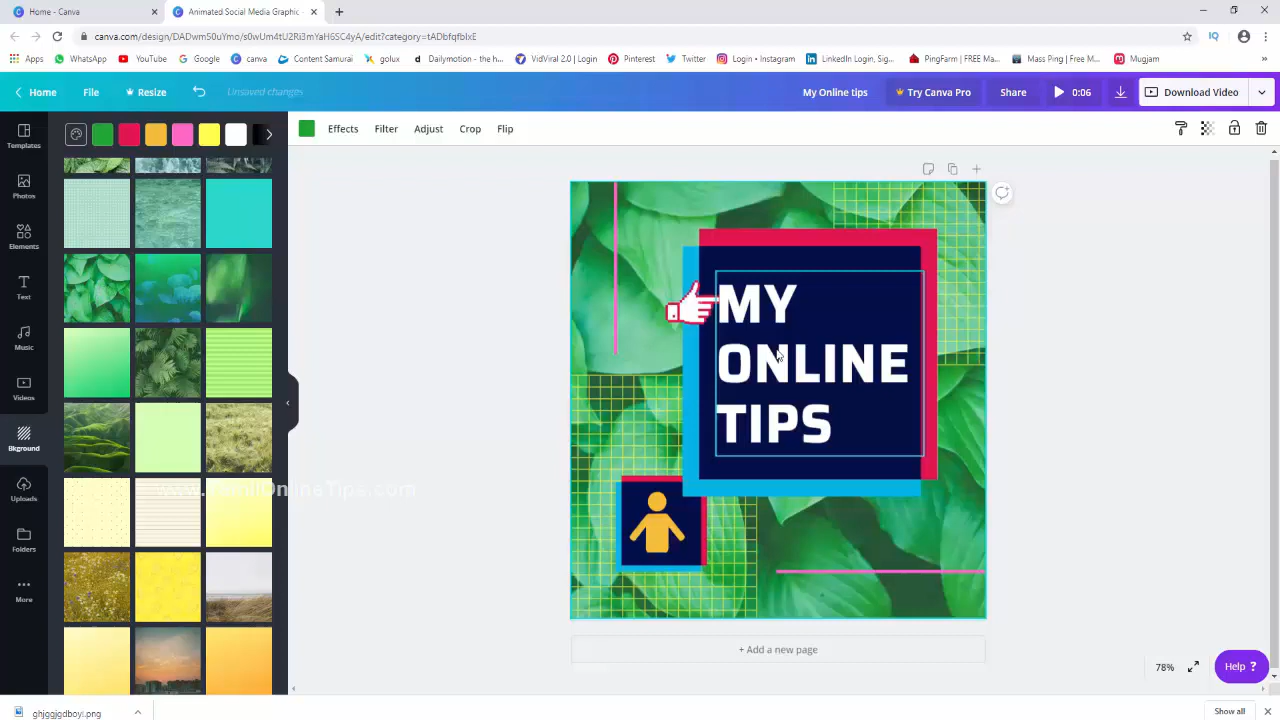 Home - Canva
Animated Social Media Graphic -
canva.com/design/DADwm50uYmo/s0wUm4tU2Ri3mYaH6SC4yA/edit?category=tADbfqfblxE
IQ
Apps
WhatsApp
YouTube
Google
canva
Content Samurai
golux
Dailymotion - the h...
VidViral 2.0 | Login
Pinterest
Twitter
Login • Instagram
LinkedIn Login, Sig...
PingFarm | FREE Ma...
Mass Ping | Free M...
Mugjam
Home
File
Resize
Unsaved changes
My Online tips
Try Canva Pro
Share
0:06
Download Video
Effects
Filter
Adjust
Crop
Flip
Templates
Photos
Elements
Text
Music
Videos
Bkground
Uploads
Folders
More
MY
ONLINE
TIPS
+ Add a new page
78%
Help ?
ghjggjgdboy!.png
Show all